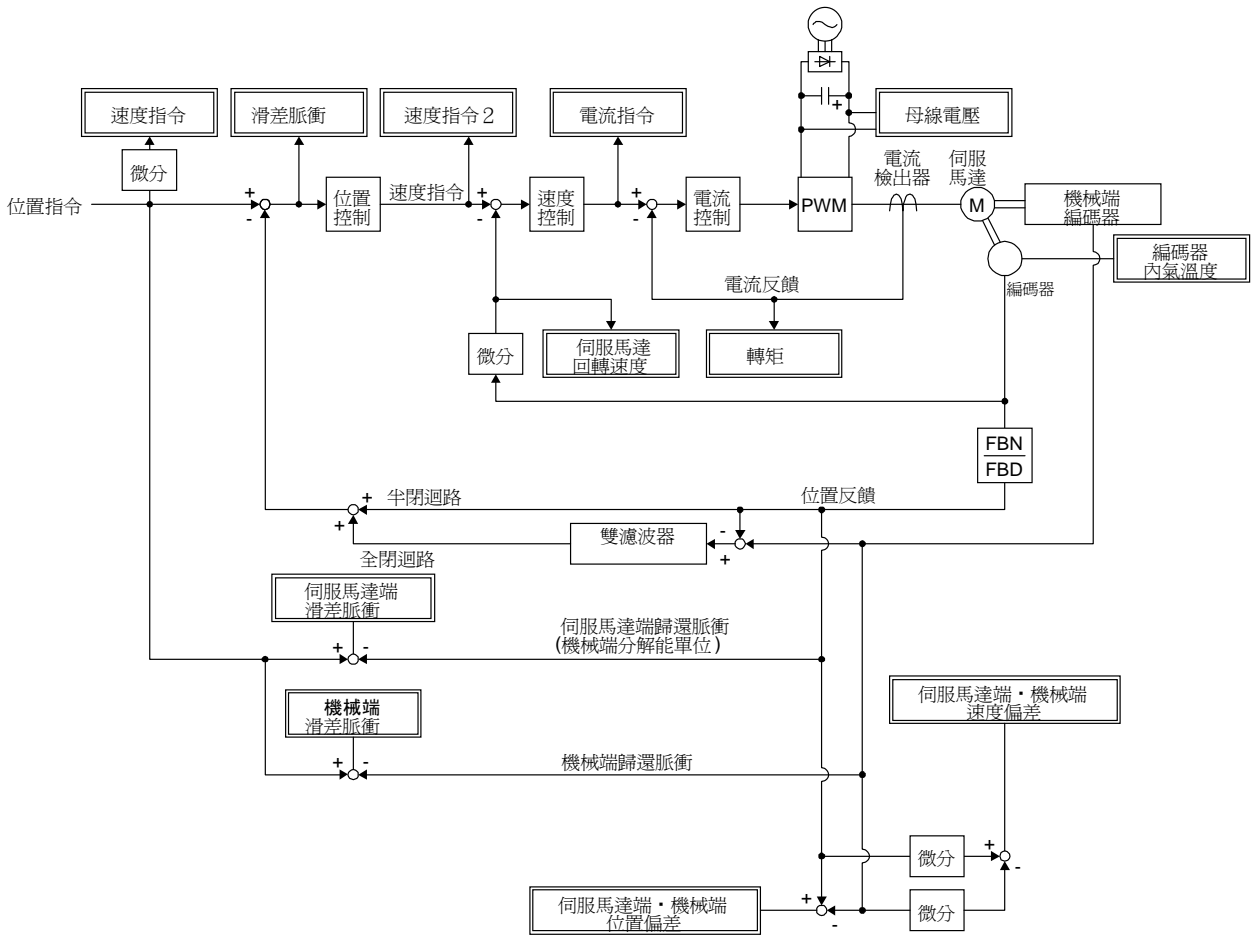 速度指令
滑差脈衝
速度指令2
電流指令
母線電壓
微分
位置指令
+
-
位置
控制
速度指令
+
-
速度
控制
+
-
電流
控制
+
PWM
電流
檢出器
伺服
馬達
M
機械端
編碼器
編碼器
內氣溫度
編碼器
電流反饋
微分
伺服馬達
回轉速度
轉矩
FBN
FBD
+
半閉迴路
位置反饋
+
全閉迴路
雙濾波器
-
+
伺服馬達端
滑差脈衝
+
-
伺服馬達端歸還脈衝
(機械端分解能單位)
機械端
滑差脈衝
+
-
機械端歸還脈衝
伺服馬達端・機械端
速度偏差
微分
+
-
伺服馬達端・機械端
位置偏差
+
-
微分